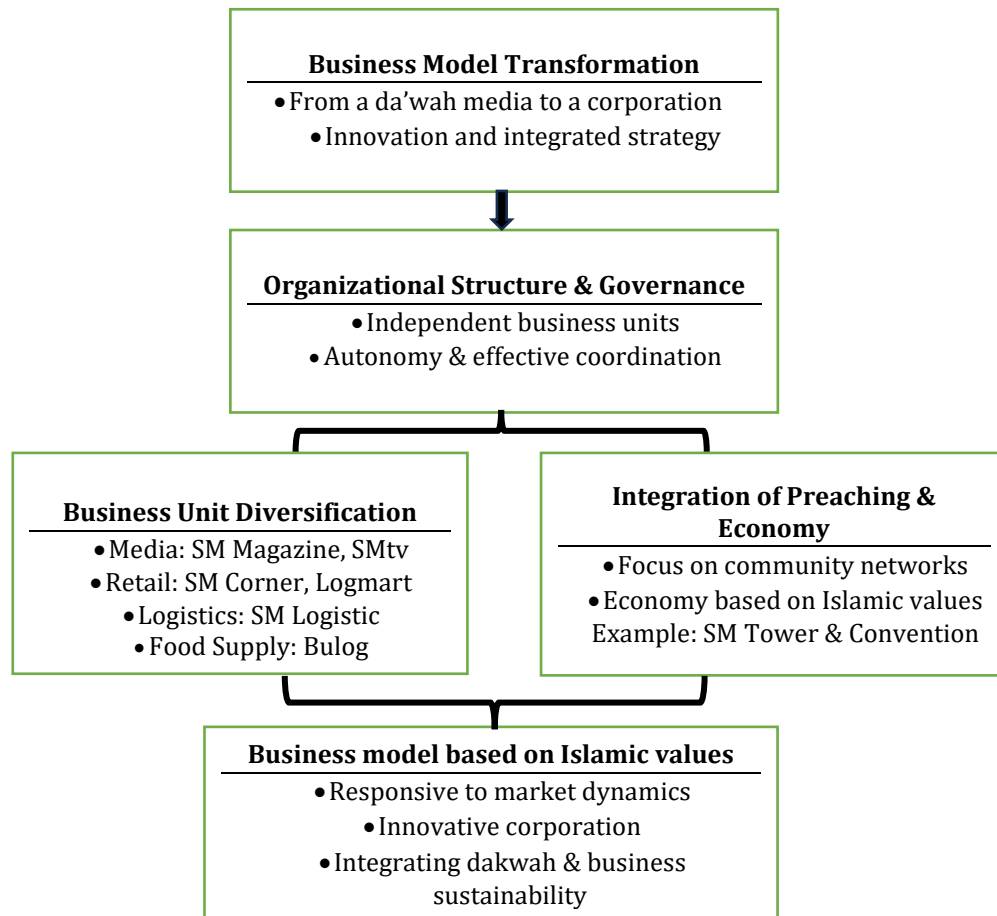 Business Model Transformation
•From a da’wah media to a corporation
•Innovation and integrated strategy
Organizational Structure & Governance
•Independent business units
•Autonomy & effective coordination
Business Unit Diversification
•Media: SM Magazine, SMtv
•Retail: SM Corner, Logmart
•Logistics: SM Logistic
•Food Supply: Bulog
Integration of Preaching &
Economy
•Focus on community networks
•Economy based on Islamic values
Example: SM Tower & Convention
Business model based on Islamic values
•Responsive to market dynamics
•Innovative corporation
•Integrating dakwah & business
sustainability